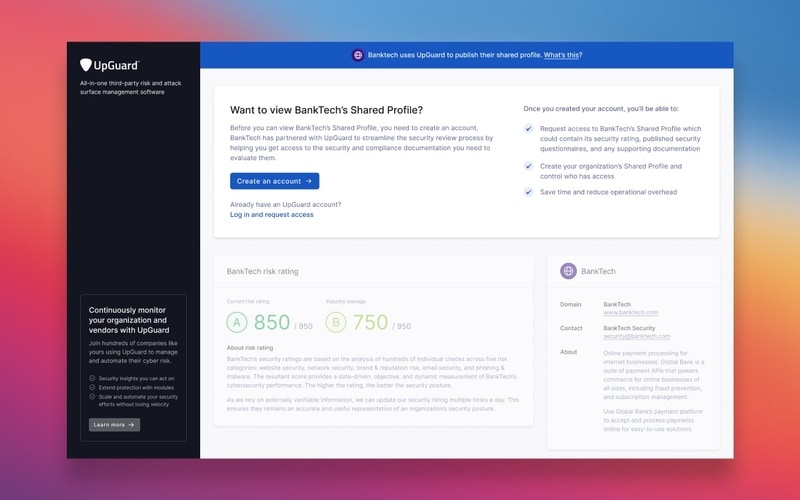 UpGuard
All-in-one third-party risk and attack
surface management software
Continuously monitor
your organization and
vendors with UpGuard
Join hundreds of companies like
yours using UpGuard to manage
and automate their cyber risk.
Security insights you can act on
Extend protection with modules
Scale and automate your security
efforts without losing velocity
Learn more →
Banktech uses UpGuard to publish their shared profile. What's this?
Want to view BankTech's Shared Profile?
Before you can view BankTech's Shared Profile, you need to create an account.
BankTech has partnered with UpGuard to streamline the security review process by
helping you get access to the security and compliance documentation you need to
evaluate them.
Create an account →
Already have an UpGuard account?
Log in and request access
Once you created your account, you'll be able to:
Request access to BankTech's Shared Profile which
could contain its security rating, published security
questionnaires, and any supporting documentation
Create your organization's Shared Profile and
control who has access
Save time and reduce operational overhead
BankTech risk rating
Current risk rating
A 850 / 950
Industry average
B 750 / 950
About risk rating
BankTech's security ratings are based on the analysis of hundreds of individual checks across five risk
categories: website security, network security, brand & reputation risk, email security, and phishing &
malware. The resultant score provides a data-driven, objective, and dynamic measurement of BankTech's
cybersecurity performance. The higher the rating, the better the security posture.
As we rely on externally verifiable information, we can update our security rating multiple times a day. This
ensures they remain an accurate and useful representation of an organization's security posture.
BankTech
Domain
BankTech
www.banktech.com
Contact
BankTech Security
security@banktech.com
About
Online payment processing for
internet businesses. Global Bank is a
suite of payment APIs that powers
commerce for online businesses of
all sizes, including fraud prevention,
and subscription management.
Use Global Bank's payment platform
to accept and process payments
online for easy-to-use solutions.